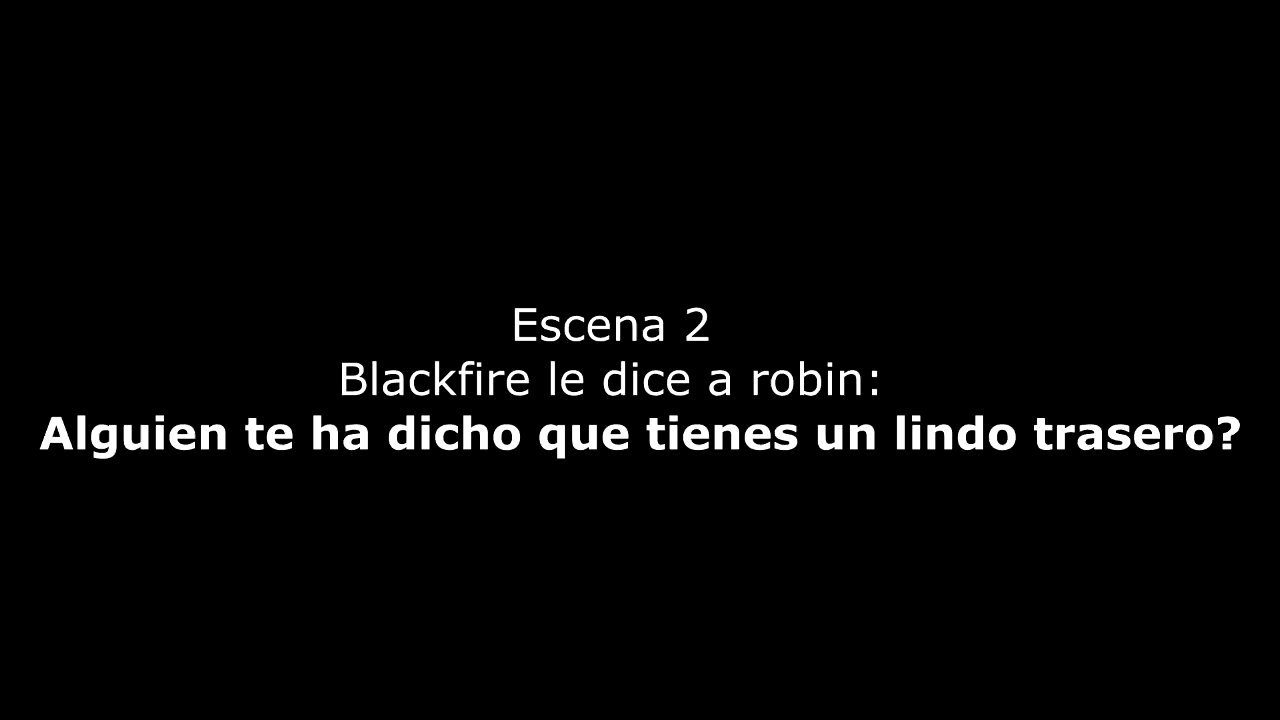 Escena 2
Blackfire le dice a robin:
Alguien te ha dicho que tienes un lindo trasero?